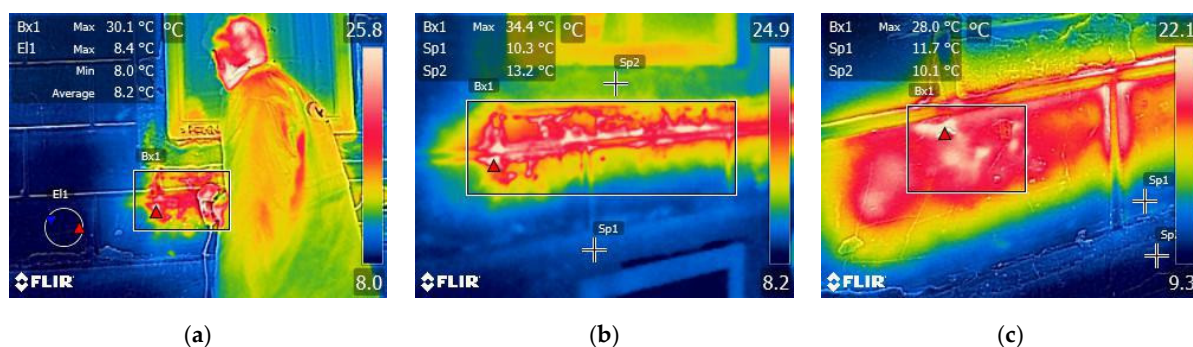 Bx1 Max 30.1 °C
El1 Max 8.4 °C
Min 8.0 °C
Average 8.2 °C
°C
25.8
Bx1
El1
FLIR
8.0
(a)
Bx1 Max 34.4 °C
Sp1 10.3 °C
Sp2 13.2 °C
°C
24.9
Sp2
Bx1
Sp1
FLIR
8.2
(b)
Bx1 Max 28.0 °C
Sp1 11.7 °C
Sp2 10.1 °C
°C
22.1
Bx1
Sp1
Sp
FLIR
9.3
(c)